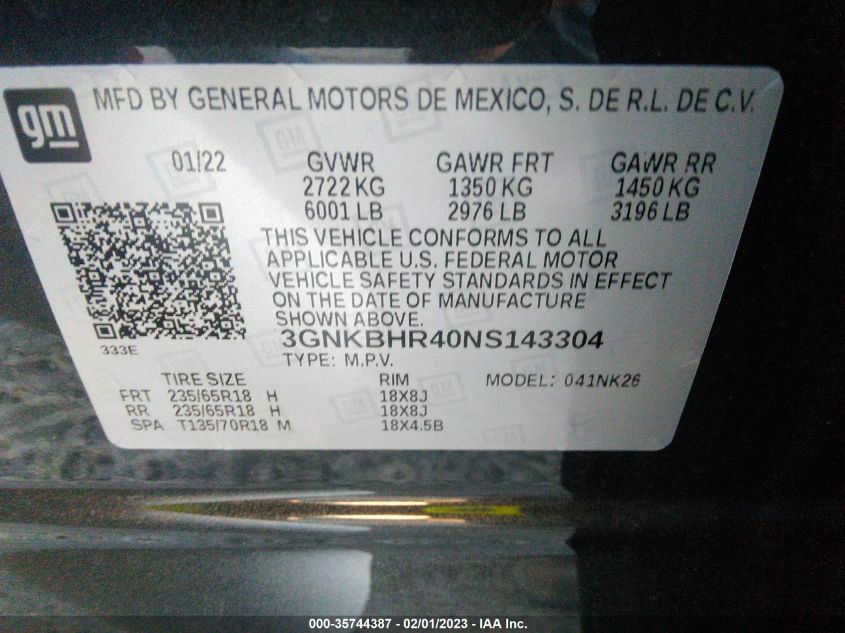 gm
MFD BY GENERAL MOTORS DE MEXICO, S. DE R.L. DE C.V.
01/22 GVWR GAWR FRT GAWR RR
2722 KG 1350 KG 1450 KG
6001 LB 2976 LB 3196 LB
THIS VEHICLE CONFORMS TO ALL
APPLICABLE U.S. FEDERAL MOTOR
VEHICLE SAFETY STANDARDS IN EFFECT
ON THE DATE OF MANUFACTURE
SHOWN ABOVE.
333E
3GNKBHR40NS143304
TYPE: M.P.V.
TIRE SIZE RIM MODEL: 041NK26
FRT 235/65R18 H 18X8J
RR 235/65R18 H 18X8J
SPA T135/70R18 M 18X4.5B
000-35744387 - 02/01/2023 - IAA Inc.